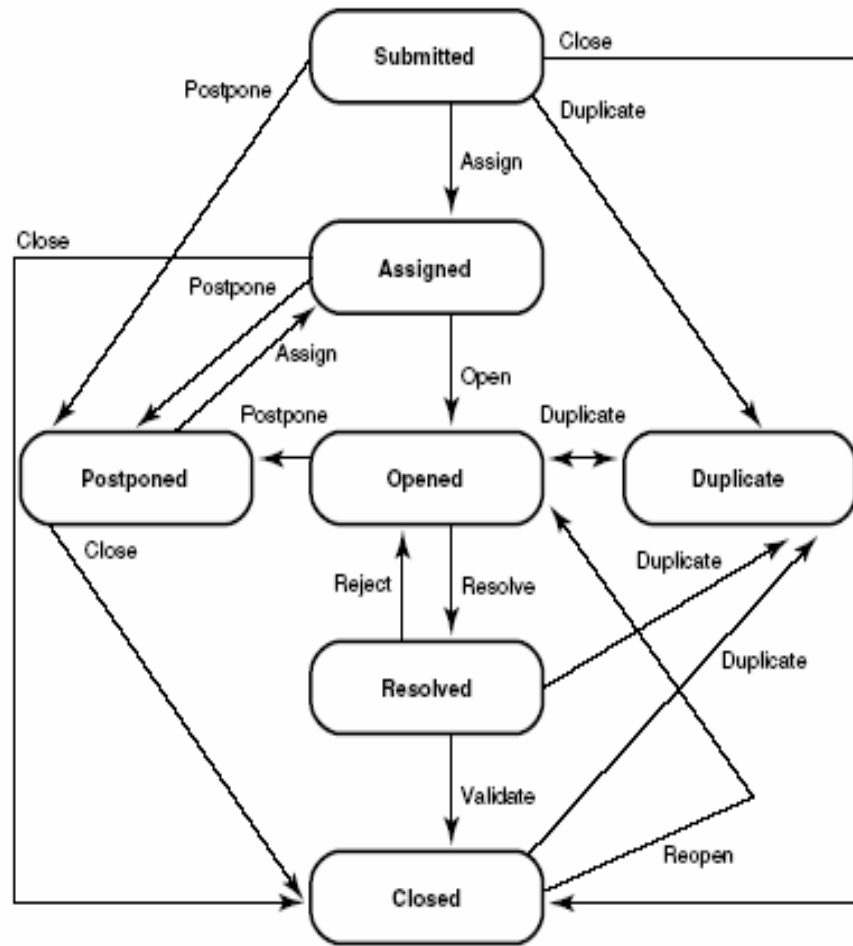 Submitted
Close
Postpone
Duplicate
Assign
Close
Assigned
Postpone
Assign
Open
Postpone
Duplicate
Postponed
Opened
Duplicate
Close
Reject
Resolve
Duplicate
Resolved
Duplicate
Validate
Reopen
Closed